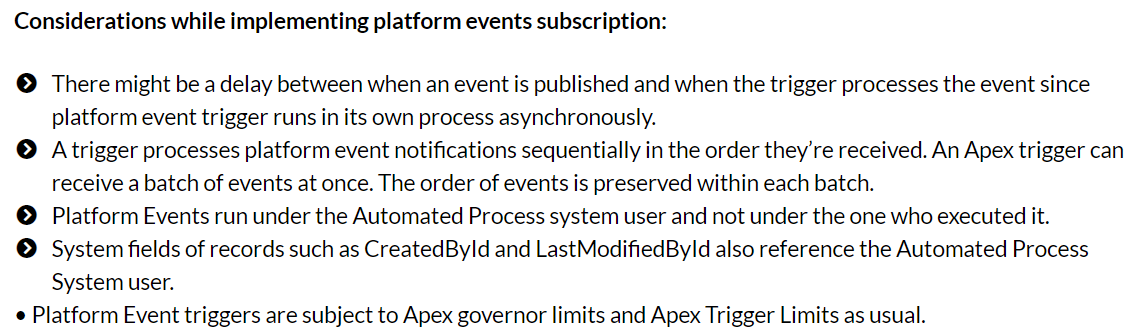 Considerations while implementing platform events subscription:
There might be a delay between when an event is published and when the trigger processes the event since
platform event trigger runs in its own process asynchronously.
A trigger processes platform event notifications sequentially in the order they’re received. An Apex trigger can
receive a batch of events at once. The order of events is preserved within each batch.
Platform Events run under the Automated Process system user and not under the one who executed it.
System fields of records such as CreatedById and LastModifiedById also reference the Automated Process
System user.
• Platform Event triggers are subject to Apex governor limits and Apex Trigger Limits as usual.